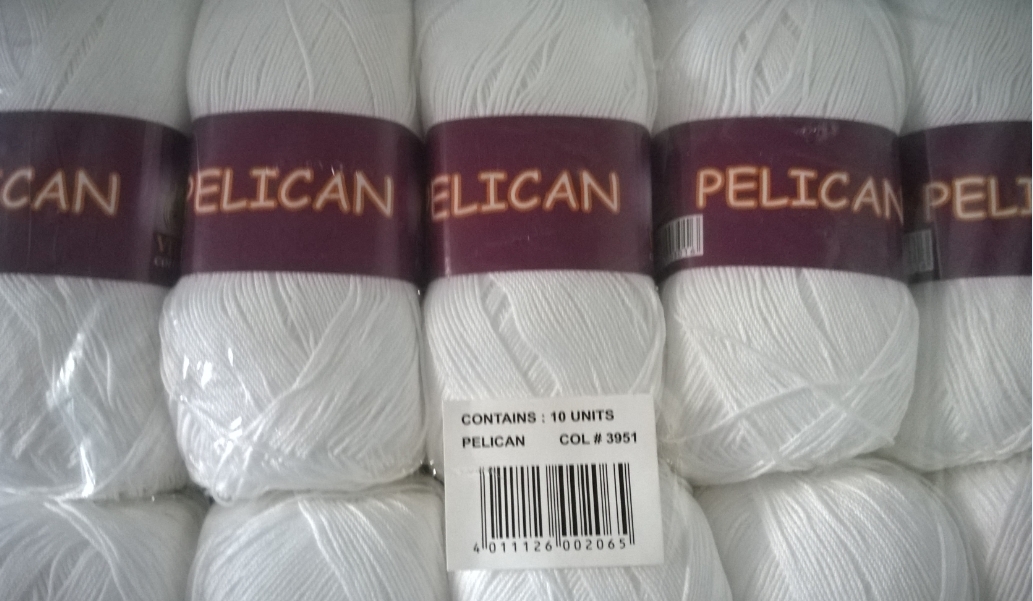 CAN
PELICAN
ELICAN
PELICAN
PELI
CONTAINS : 10 UNITS
PELICAN COL # 3951
4 011126 002065